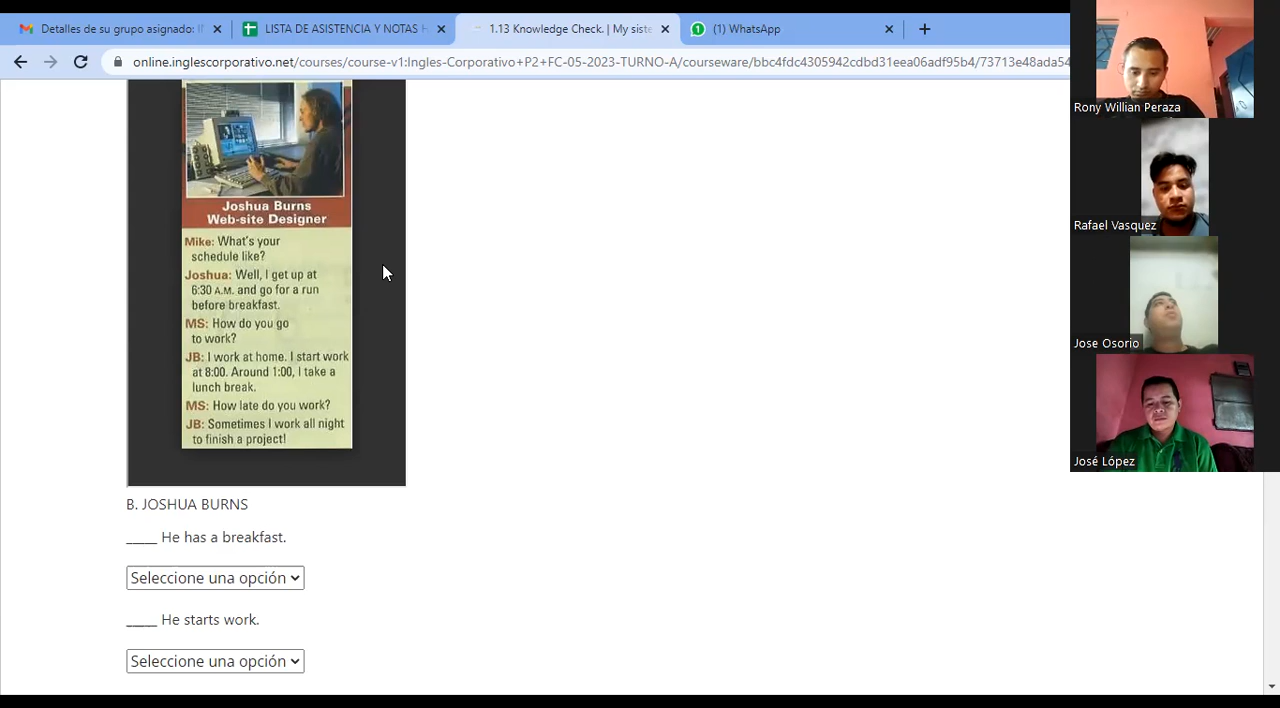 Detalles de su grupo asignado: I
LISTA DE ASISTENCIA Y NOTAS
1.13 Knowledge Check. | My siste
(1) WhatsApp
online.inglescorporativo.net/courses/course-v1:Ingles-Corporativo+P2+FC-05-2023-TURNO-A/courseware/bbc4fdc4305942cdbd31eea06adf95b4/73713e48ada54
Joshua Burns
Web-site Designer
Mike: What's your
schedule like?
Joshua: Well, I get up at
6:30 A.M. and go for a run
before breakfast.
MS: How do you go
to work?
JB: I work at home. I start work
at 8:00. Around 1:00, I take a
lunch break.
MS: How late do you work?
JB: Sometimes I work all night
to finish a project!
B. JOSHUA BURNS
____ He has a breakfast.
Seleccione una opción
____ He starts work.
Seleccione una opción
Rony Willian Peraza
Rafael Vasquez
Jose Osorio
José López